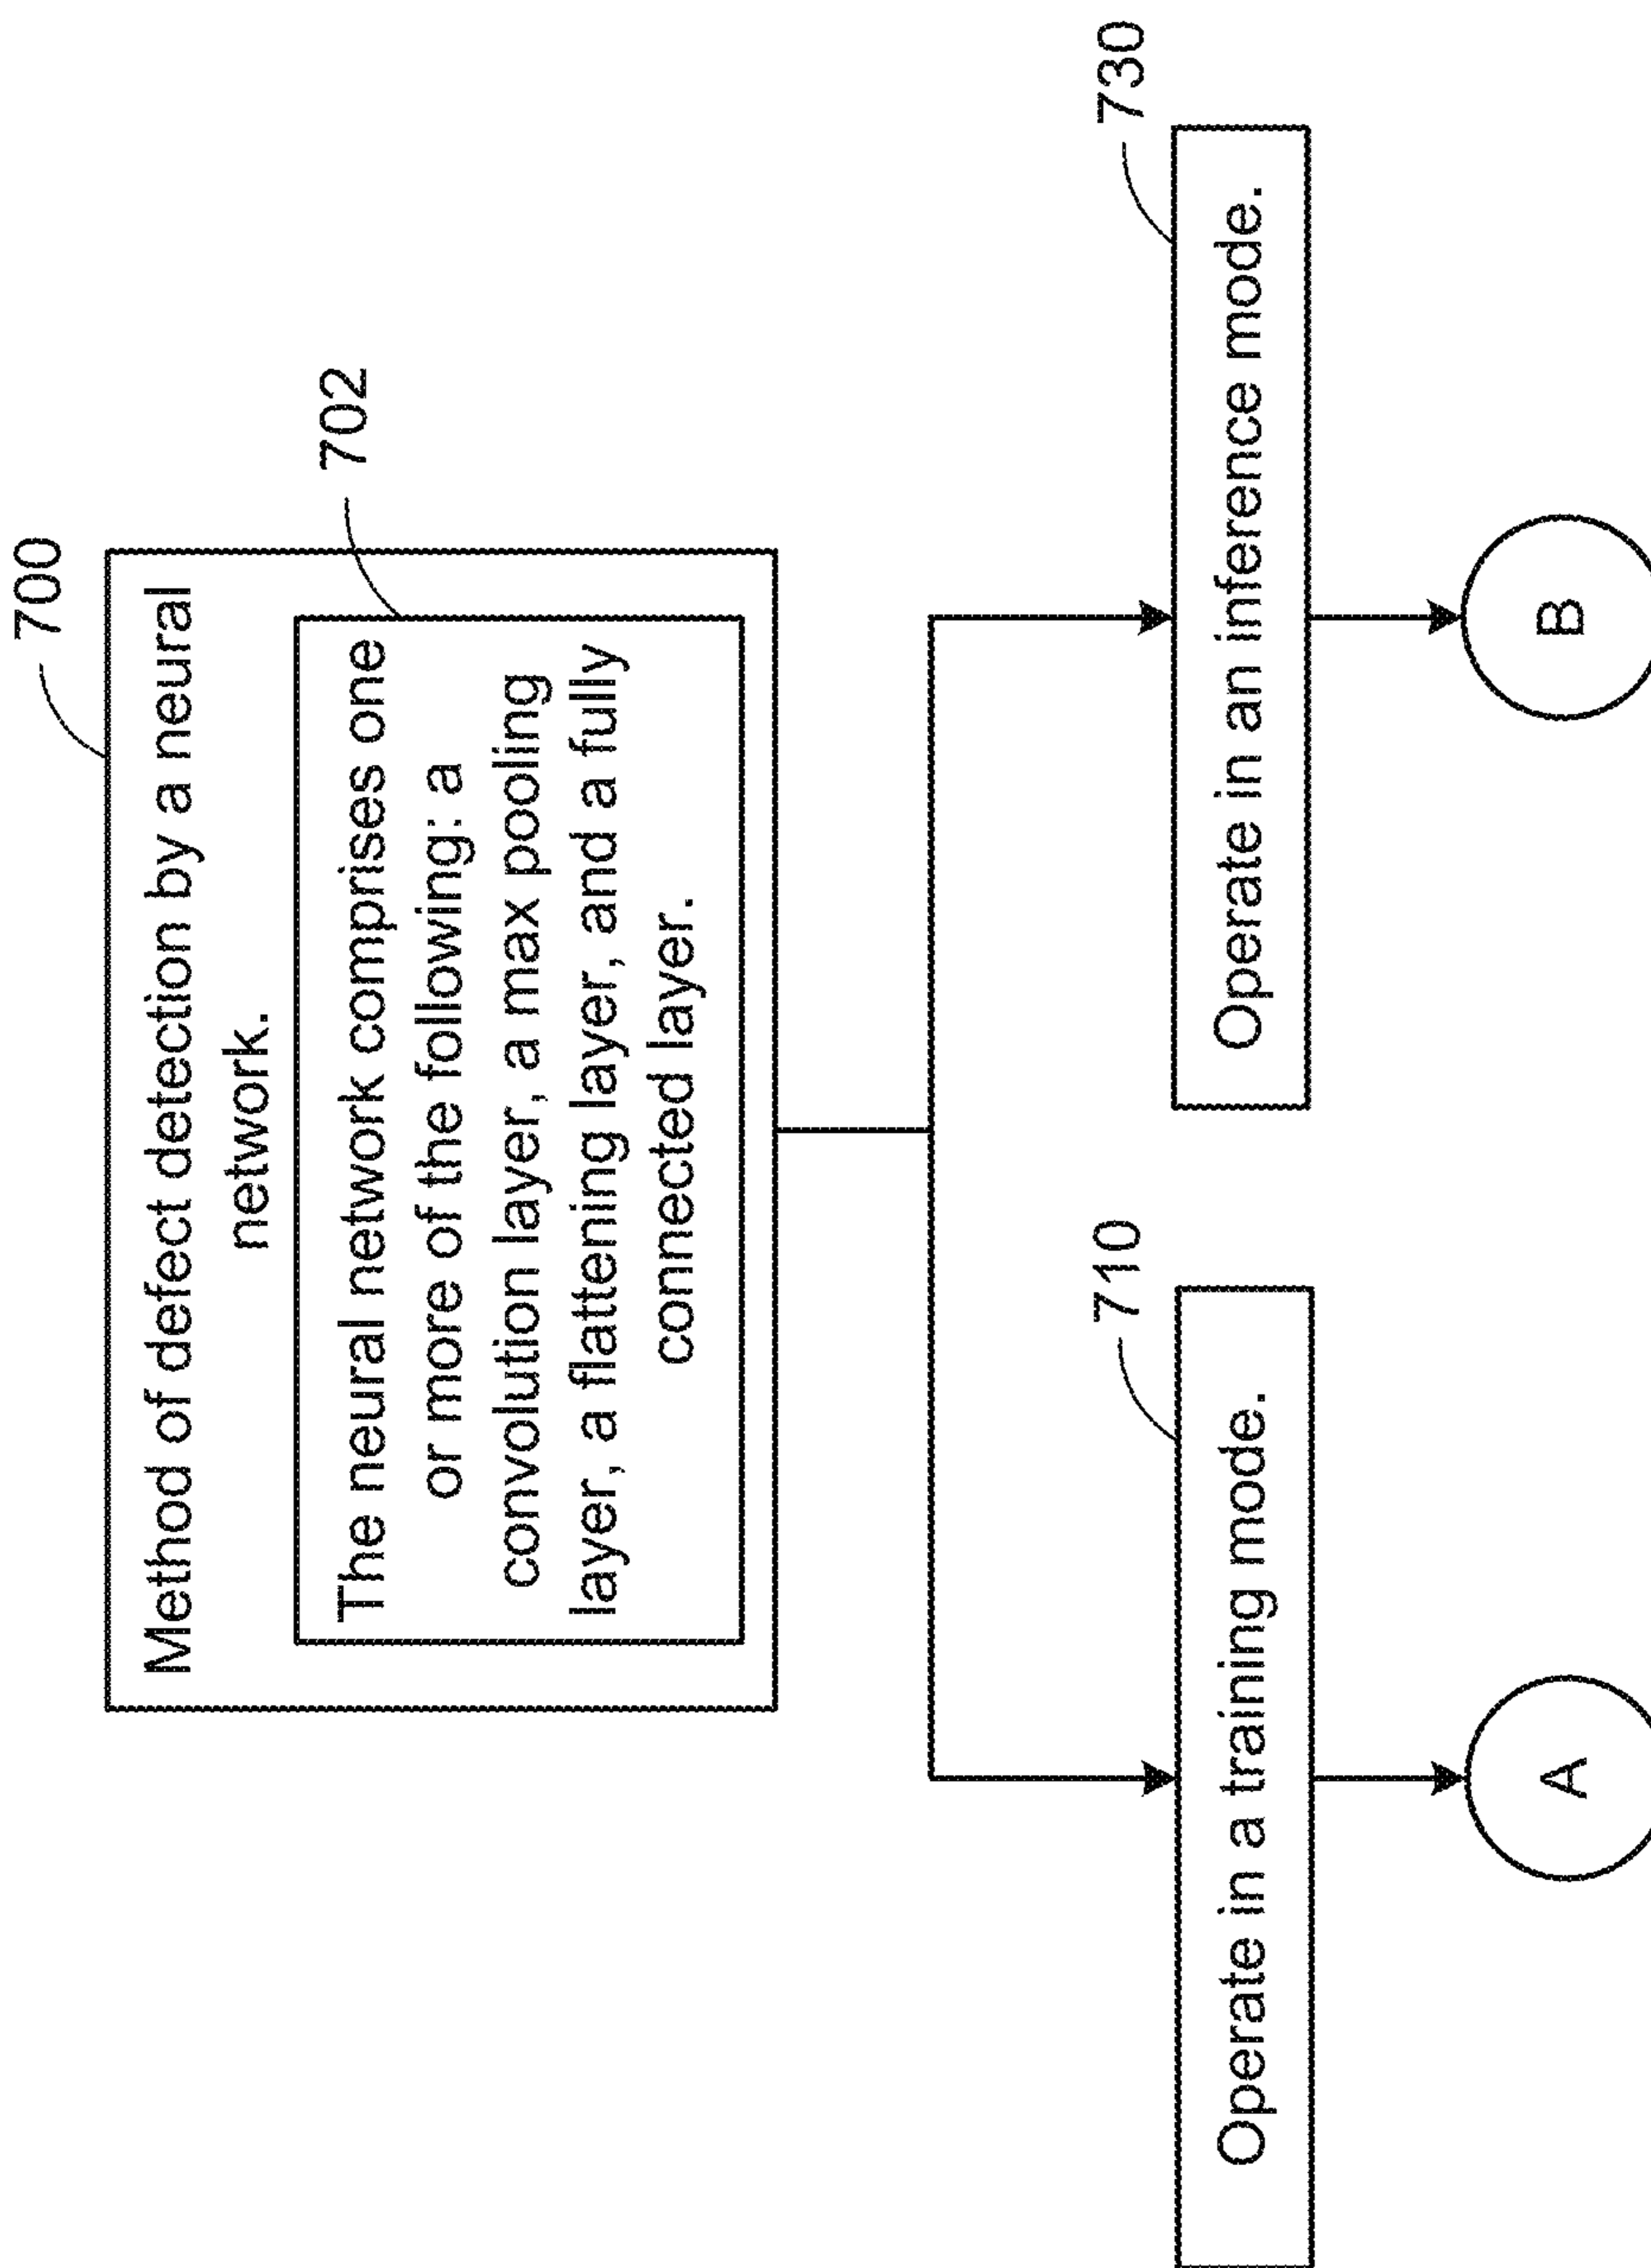 700
Method of defect detection by a neural
network.
702
The neural network comprises one
or more of the following: a
convolution layer, a max pooling
layer, a flattening layer, and a fully
connected layer.
710
Operate in a training mode.
A
730
Operate in an inference mode.
B